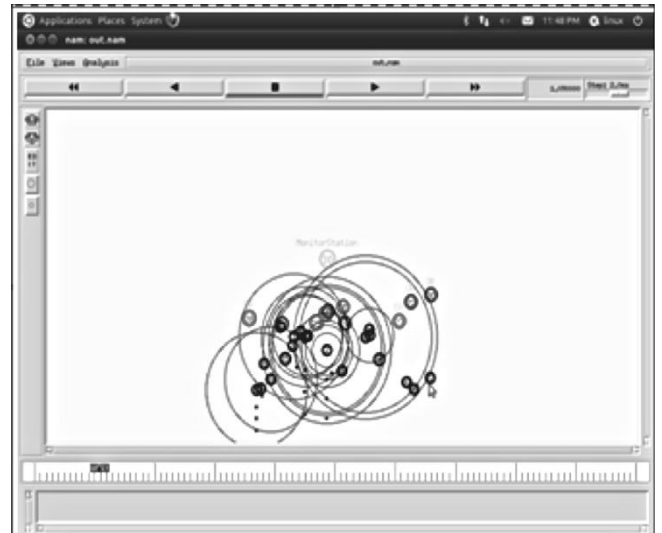 Applications Places System 11:48 PM linux
nam: out.nam
File Views Analysis out.nam
MonitorStation